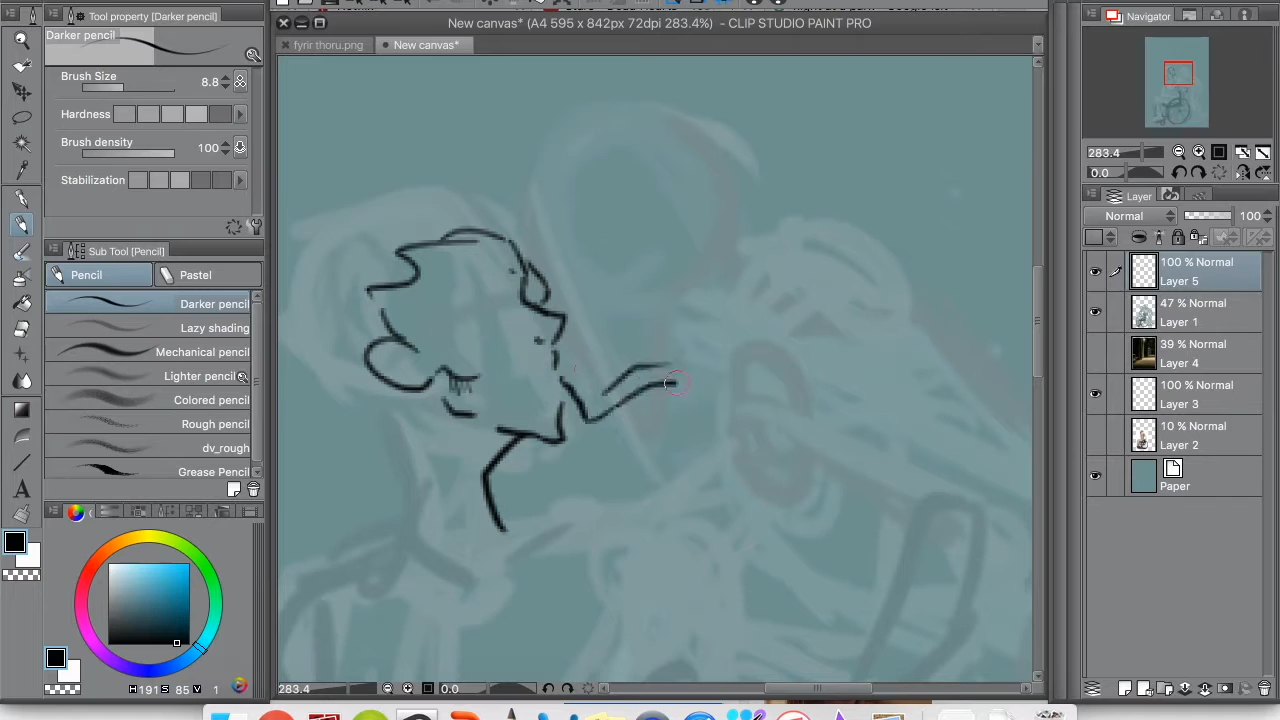 Tool property [Darker pencil]
Darker pencil
Brush Size 8.8
Hardness
Brush density 100
Stabilization
Sub Tool [Pencil]
Pencil Pastel
Darker pencil
Lazy shading
Mechanical pencil
Lighter pencil
Colored pencil
Rough pencil
dv_rough
Grease Pencil
H 191 S 85 V 1
New canvas* (A4 595 x 842px 72dpi 283.4%) - CLIP STUDIO PAINT PRO
fyrir thoru.png New canvas*
283.4 0.0
Navigator
283.4
0.0
Layer
Normal 100
100 % Normal
Layer 5
47 % Normal
Layer 1
39 % Normal
Layer 4
100 % Normal
Layer 3
10 % Normal
Layer 2
Paper